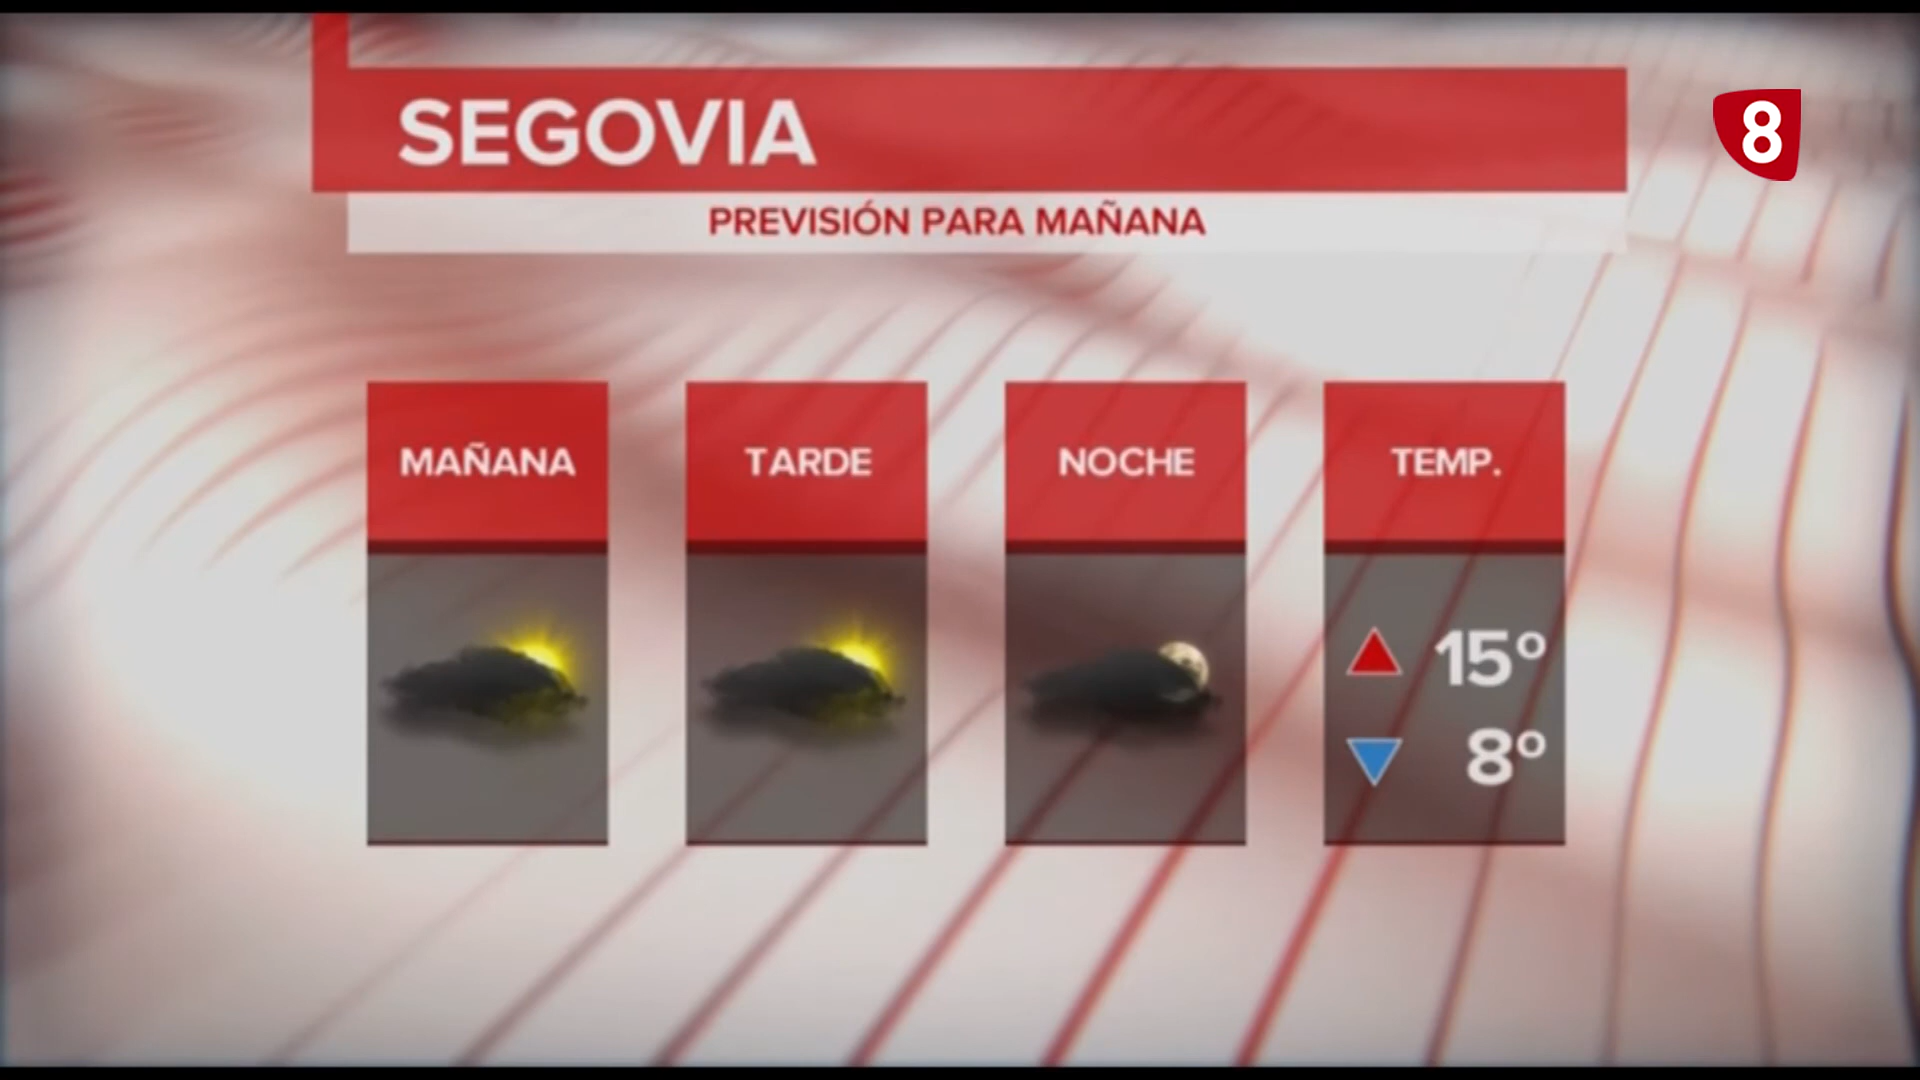 SEGOVIA
8
PREVISIÓN PARA MAÑANA
MAÑANA
TARDE
NOCHE
TEMP.
15º
8º